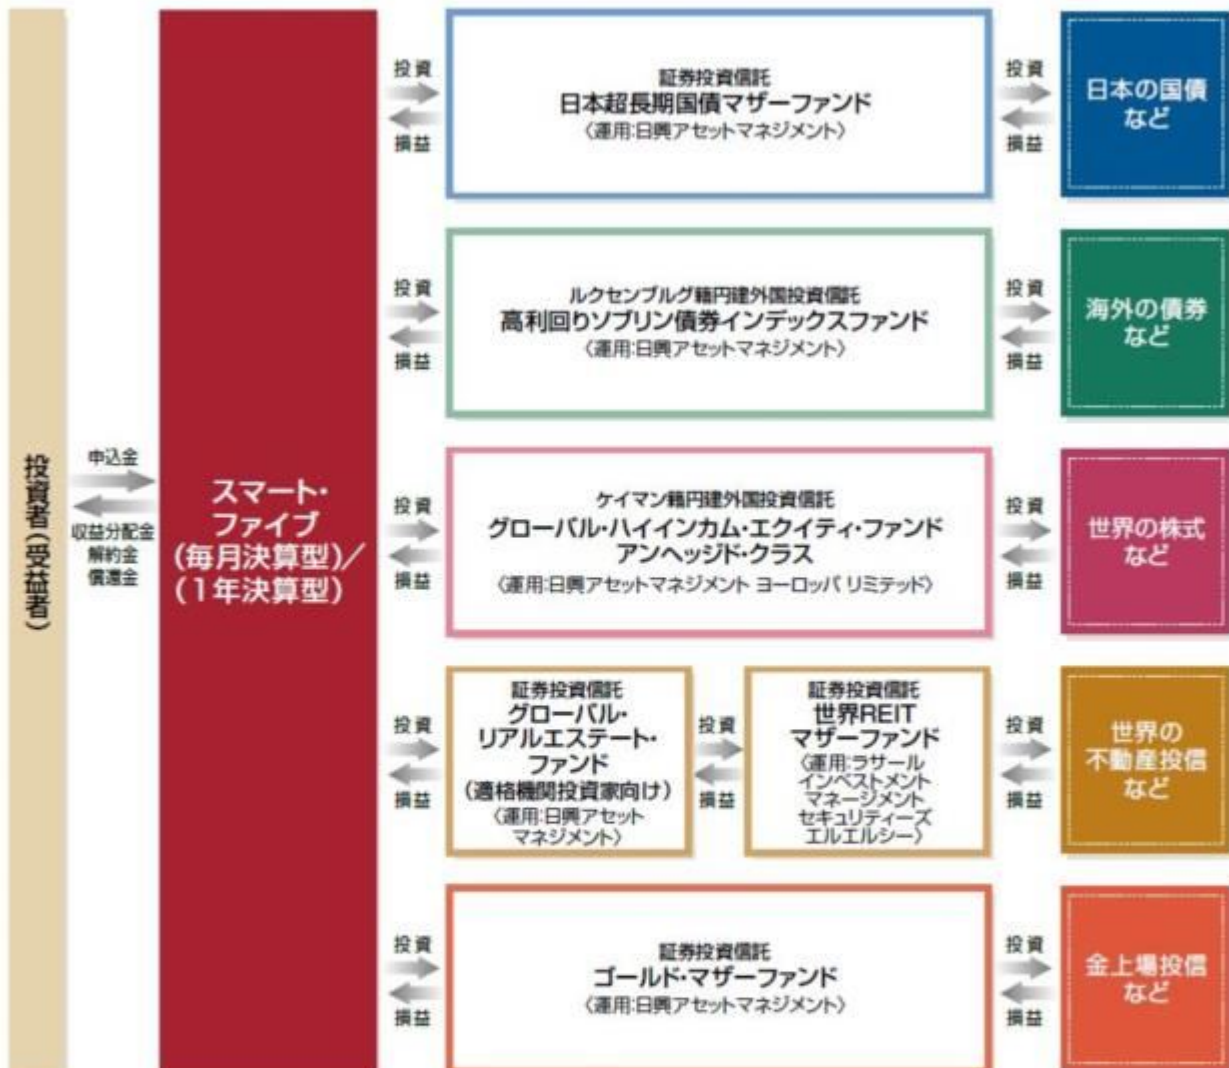 投資者(受益者)
申込金
収益分配金
解約金
償還金
スマート・
ファイブ
(毎月決算型)/
(1年決算型)
投資
損益
証券投資信託
日本超長期国債マザーファンド
〈運用:日興アセットマネジメント〉
投資
損益
日本の国債
など
投資
損益
ルクセンブルグ籍円建外国投資信託
高利回りソブリン債券インデックスファンド
〈運用:日興アセットマネジメント〉
投資
損益
海外の債券
など
投資
損益
ケイマン籍円建外国投資信託
グローバル・ハイインカム・エクイティ・ファンド
アンヘッジド・クラス
〈運用:日興アセットマネジメント ヨーロッパ リミテッド〉
投資
損益
世界の株式
など
投資
損益
証券投資信託
グローバル・
リアルエステート・
ファンド
(適格機関投資家向け)
〈運用:日興アセット
マネジメント〉
投資
損益
証券投資信託
世界REIT
マザーファンド
〈運用:ラサール
インベストメント
マネージメント
セキュリティーズ
エルエルシー〉
投資
損益
世界の
不動産投信
など
投資
損益
証券投資信託
ゴールド・マザーファンド
〈運用:日興アセットマネジメント〉
投資
損益
金上場投信
など